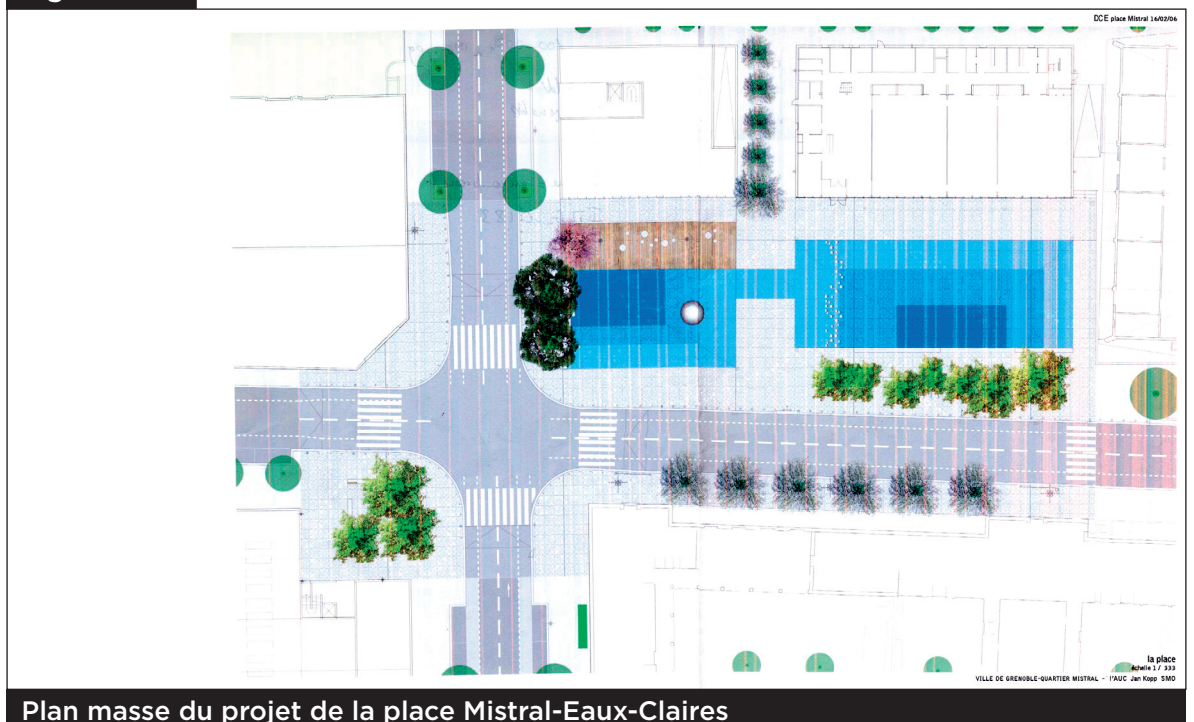 DCE place Mistral 16/02/06
la place
échelle 1 / 333
VILLE DE GRENOBLE-QUARTIER MISTRAL - l'AUC Jan Kopp SMO
Plan masse du projet de la place Mistral-Eaux-Claires